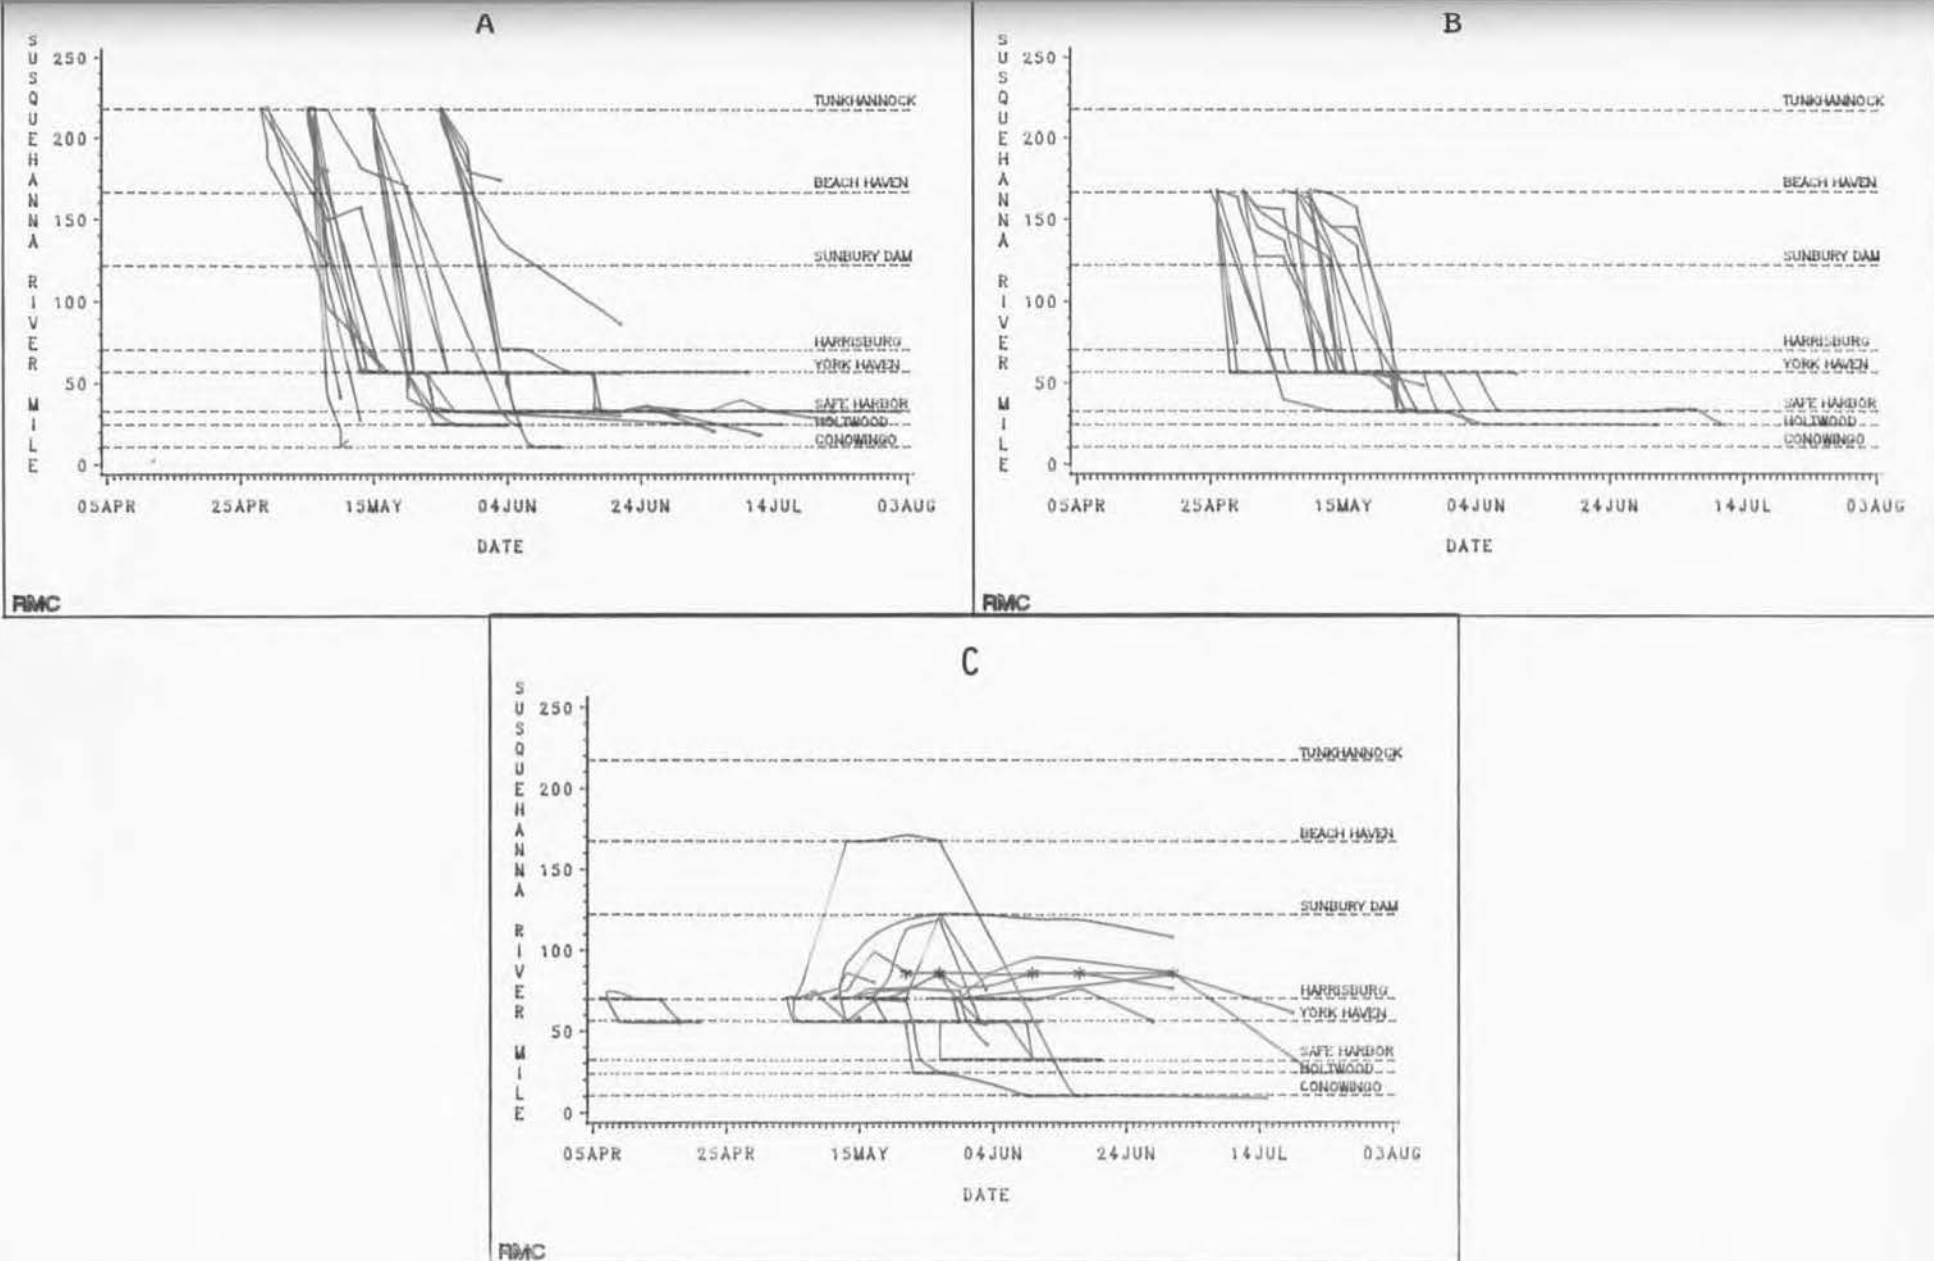 A
SUSQUEHANNA RIVER MILE
250
200
150
100
50
0
TUNKHANNOCK
BEACH HAVEN
SUNBURY DAM
HARRISBURG
YORK HAVEN
SAFE HARBOR
HOLTWOOD
CONOWINGO
05APR 25APR 15MAY 04JUN 24JUN 14JUL 03AUG
DATE
RMC
B
SUSQUEHANNA RIVER MILE
250
200
150
100
50
0
TUNKHANNOCK
BEACH HAVEN
SUNBURY DAM
HARRISBURG
YORK HAVEN
SAFE HARBOR
HOLTWOOD
CONOWINGO
05APR 25APR 15MAY 04JUN 24JUN 14JUL 03AUG
DATE
RMC
C
SUSQUEHANNA RIVER MILE
250
200
150
100
50
0
TUNKHANNOCK
BEACH HAVEN
SUNBURY DAM
HARRISBURG
YORK HAVEN
SAFE HARBOR
HOLTWOOD
CONOWINGO
05APR 25APR 15MAY 04JUN 24JUN 14JUL 03AUG
DATE
RMC